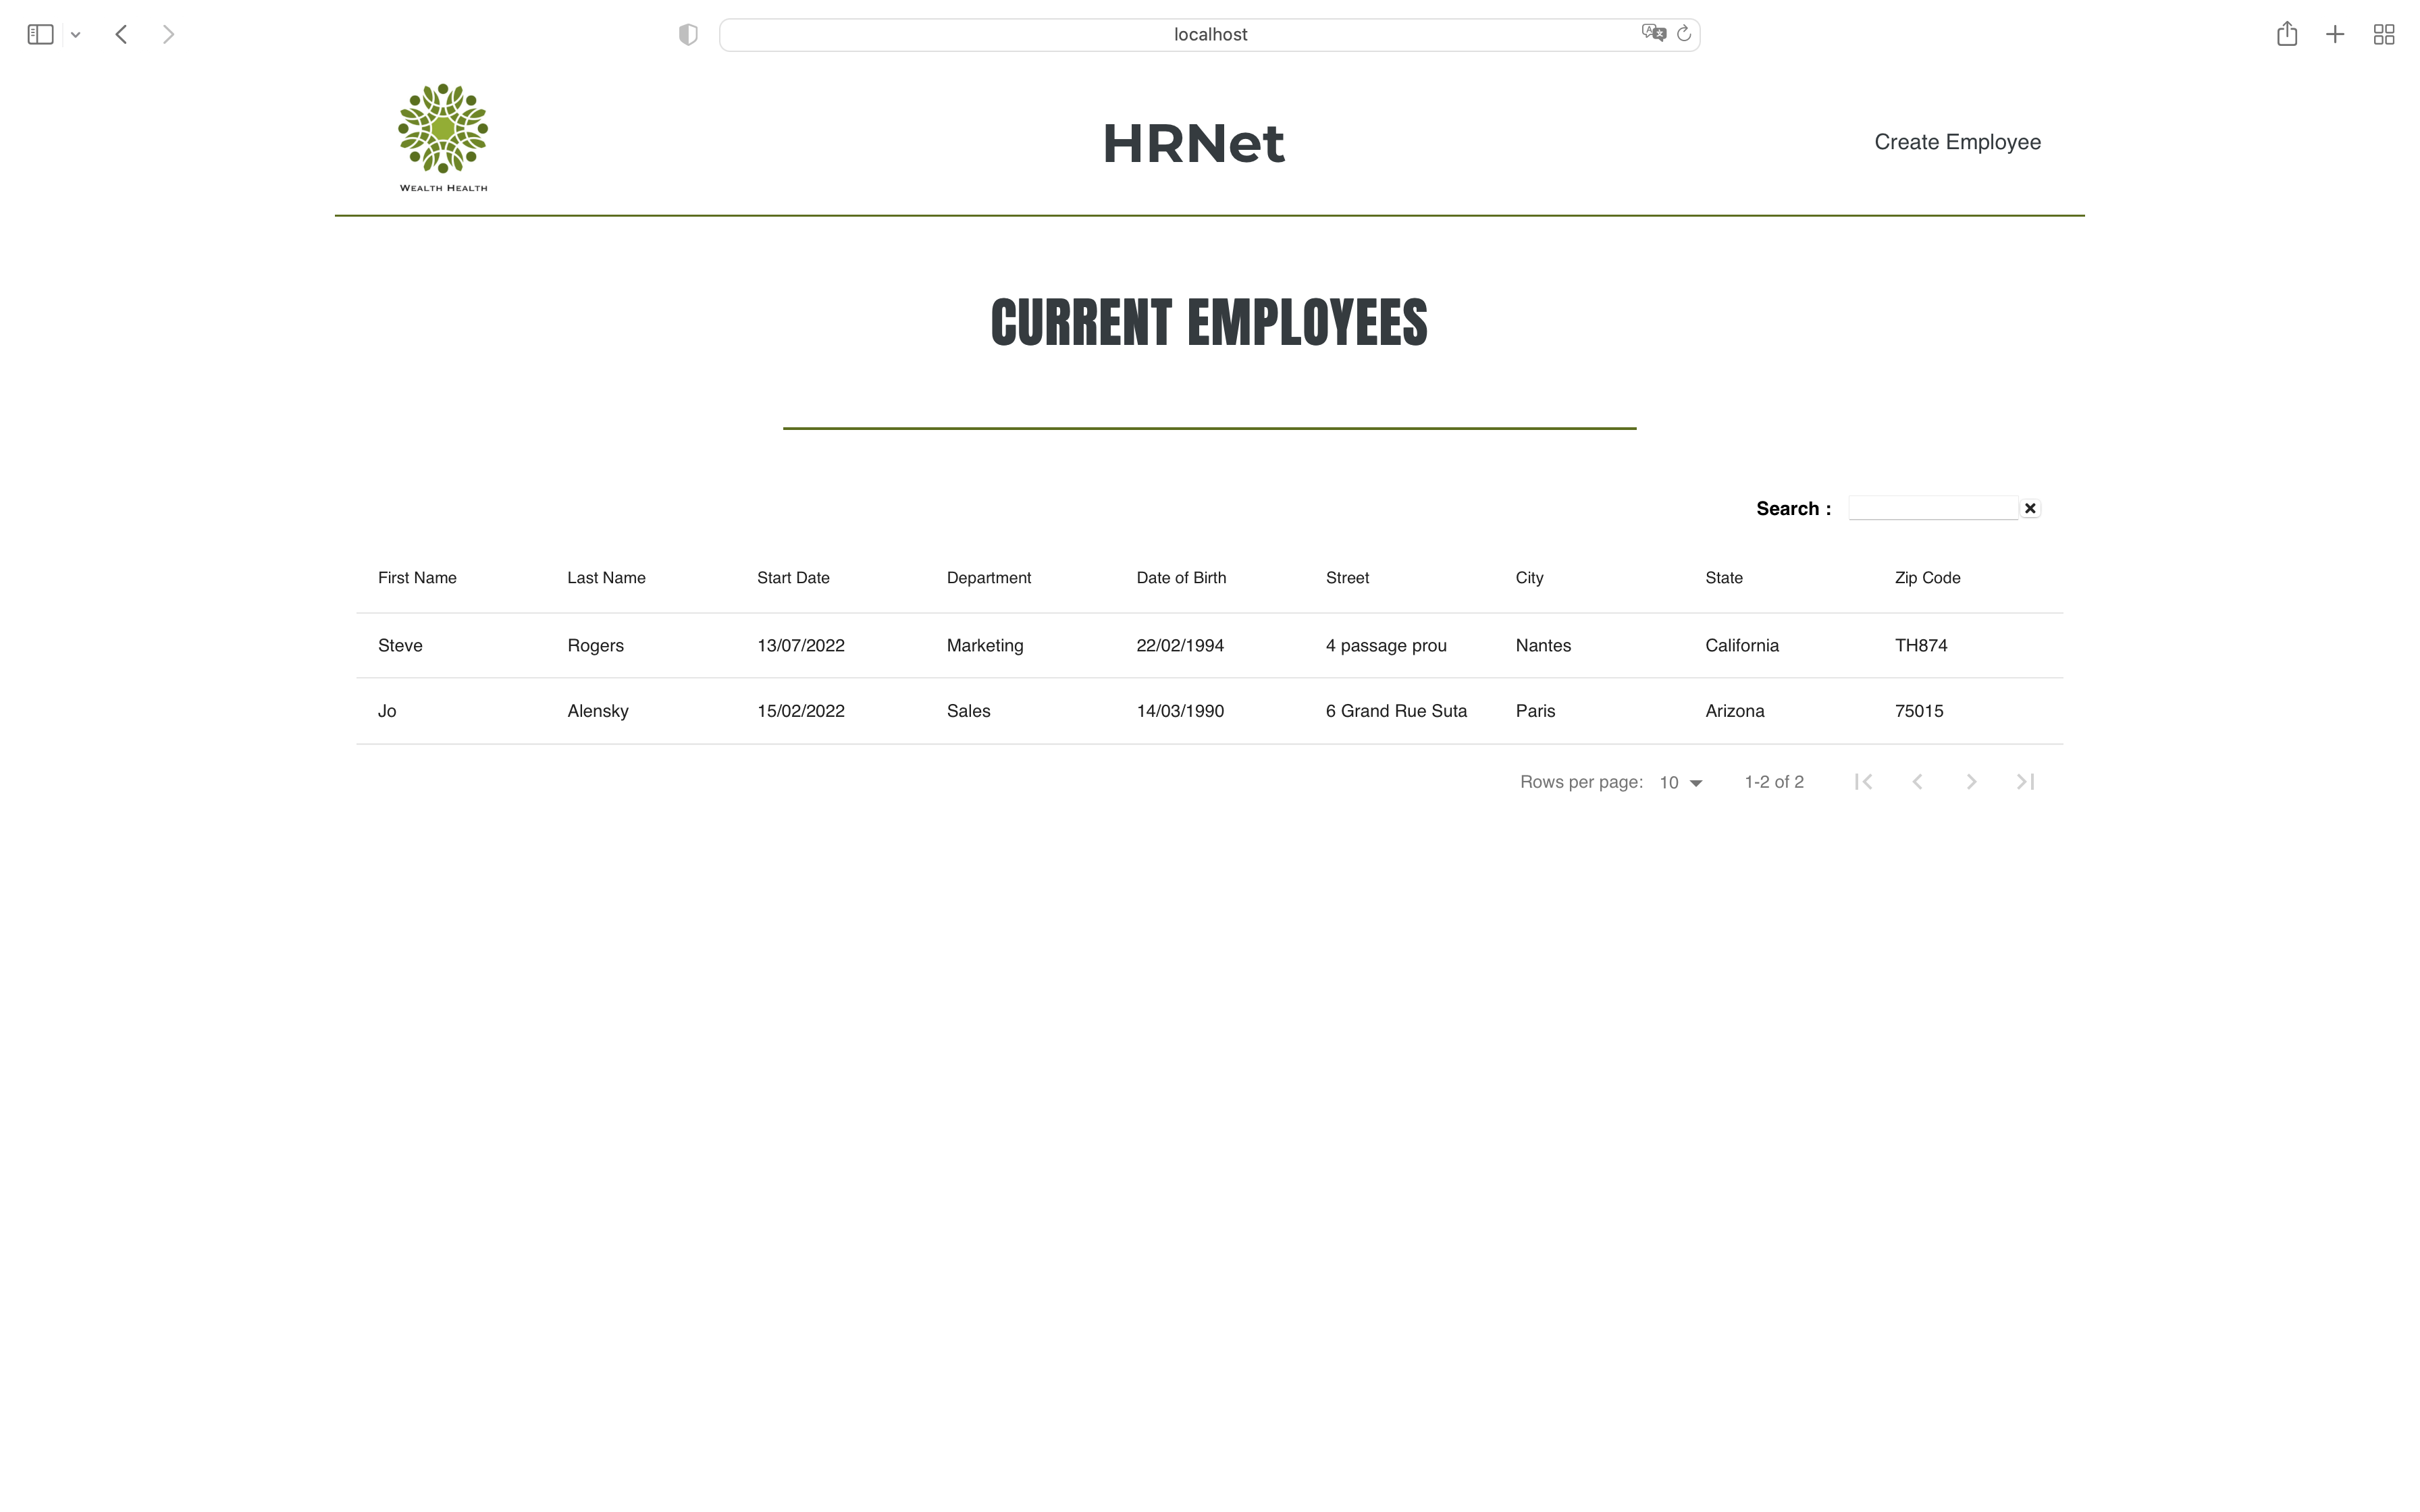 localhost
WEALTH HEALTH
HRNet
Create Employee
CURRENT EMPLOYEES
Search :
First Name Last Name Start Date Department Date of Birth Street City State Zip Code
Steve Rogers 13/07/2022 Marketing 22/02/1994 4 passage prou Nantes California TH874
Jo Alensky 15/02/2022 Sales 14/03/1990 6 Grand Rue Suta Paris Arizona 75015
Rows per page: 10 1-2 of 2